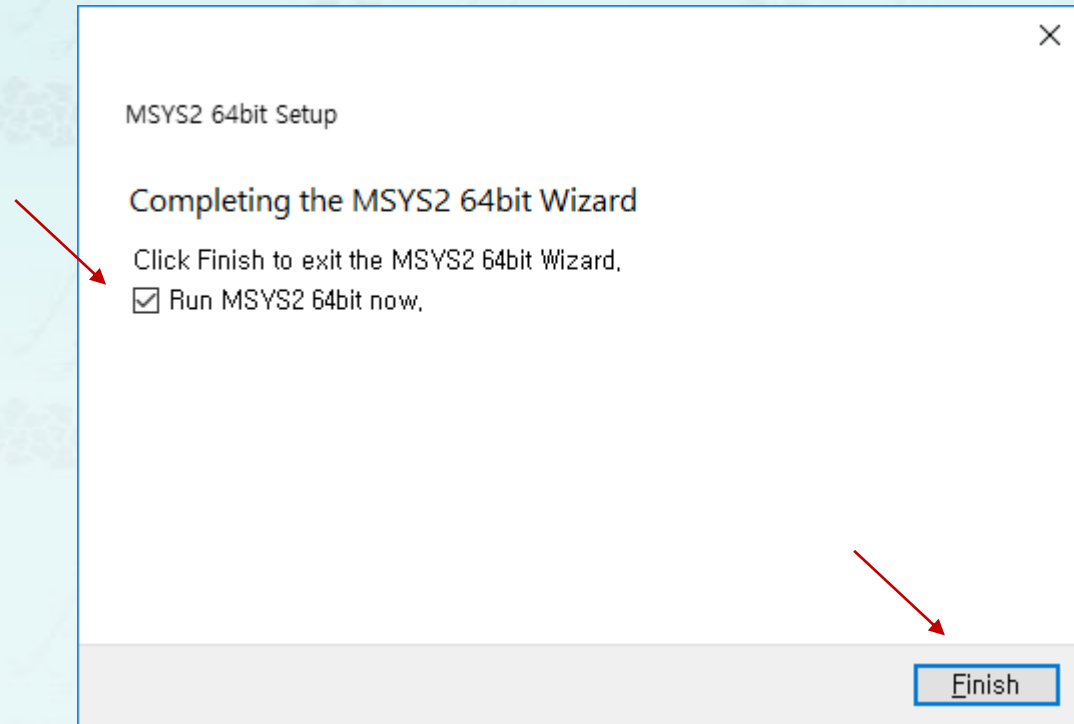 MSYS2 64bit Setup
Completing the MSYS2 64bit Wizard
Click Finish to exit the MSYS2 64bit Wizard,
Run MSYS2 64bit now,
Finish